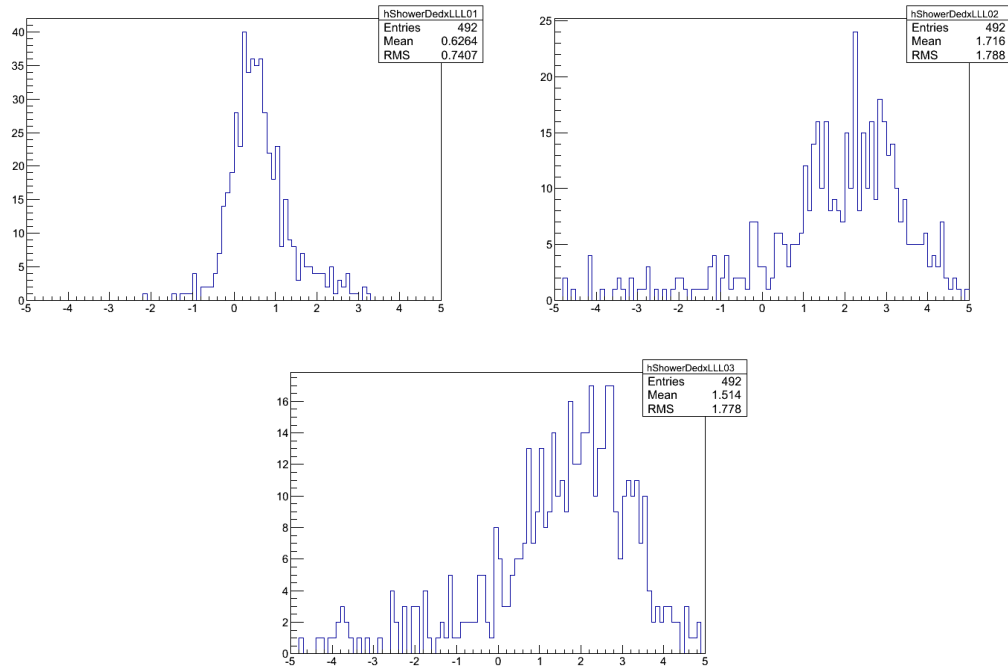 hShowerDedxLLL01
Entries 492
Mean 0.6264
RMS 0.7407
40
35
30
25
20
15
10
5
0
-5 -4 -3 -2 -1 0 1 2 3 4 5
hShowerDedxLLL02
Entries 492
Mean 1.716
RMS 1.788
25
20
15
10
5
0
-5 -4 -3 -2 -1 0 1 2 3 4 5
hShowerDedxLLL03
Entries 492
Mean 1.514
RMS 1.778
16
14
12
10
8
6
4
2
0
-5 -4 -3 -2 -1 0 1 2 3 4 5